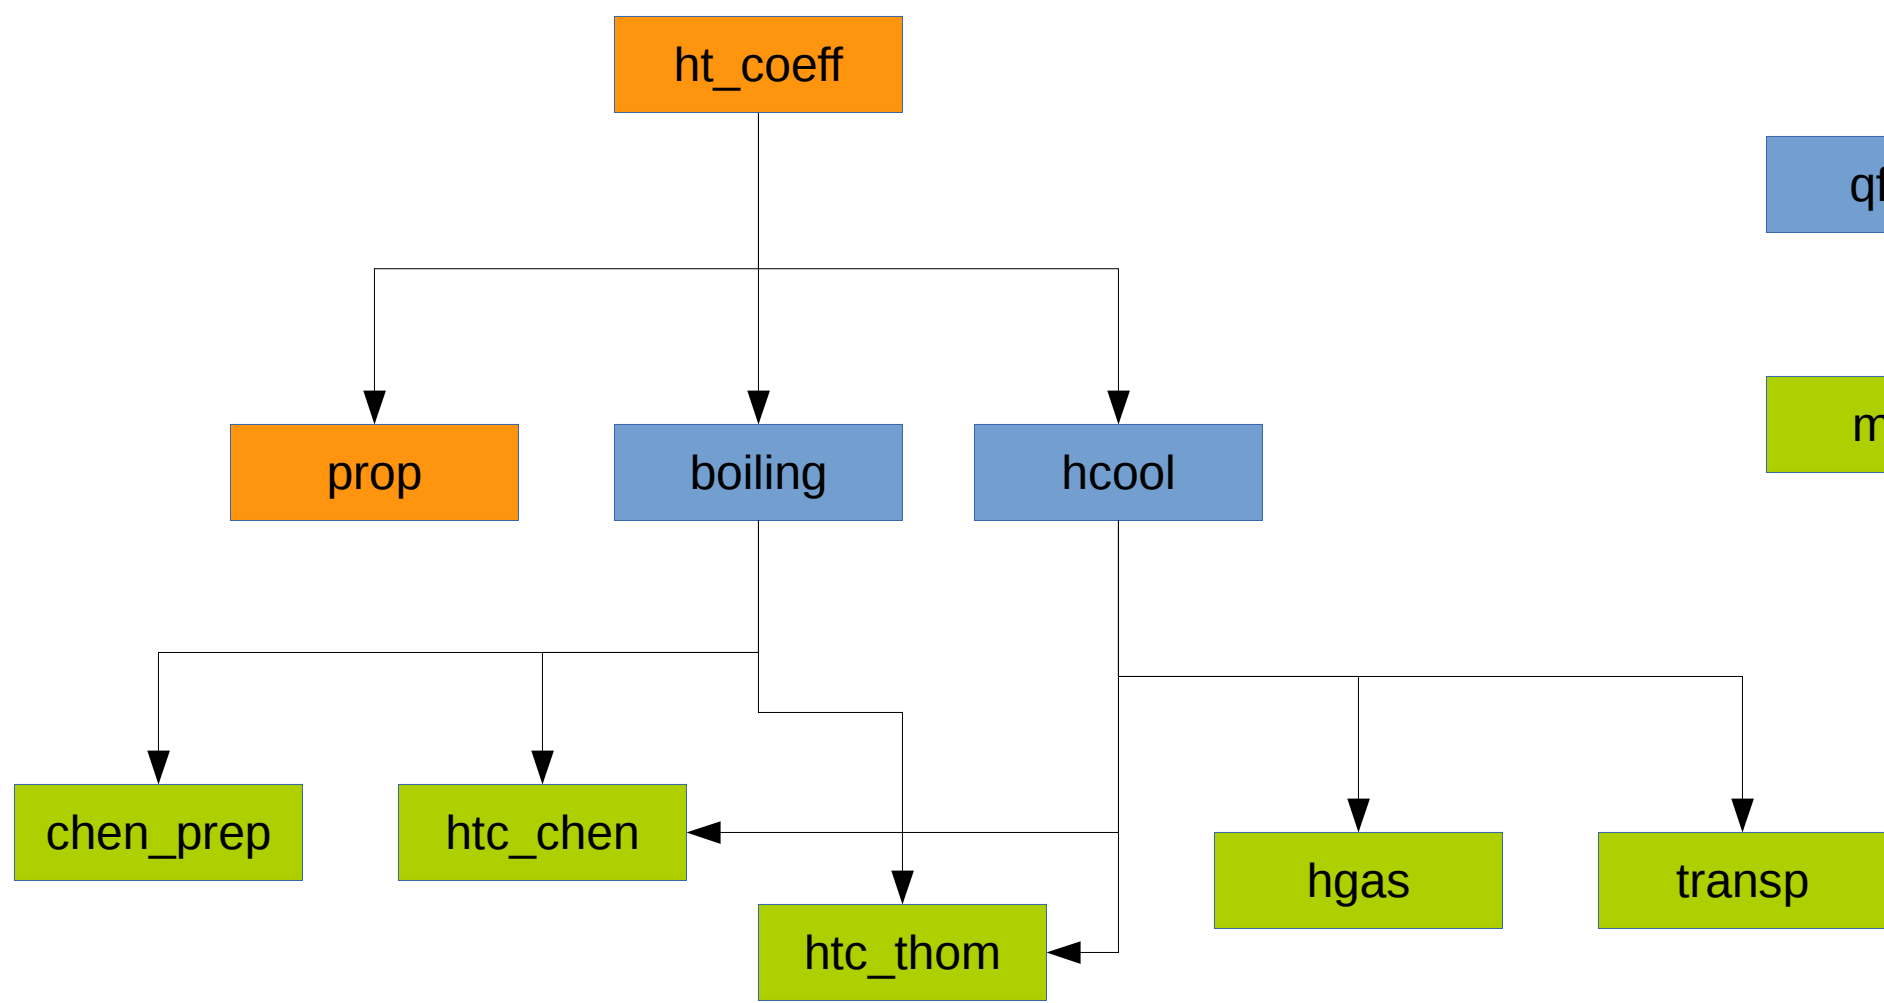 ht_coeff
prop
boiling
hcool
chen_prep
htc_chen
hgas
transp
htc_thom